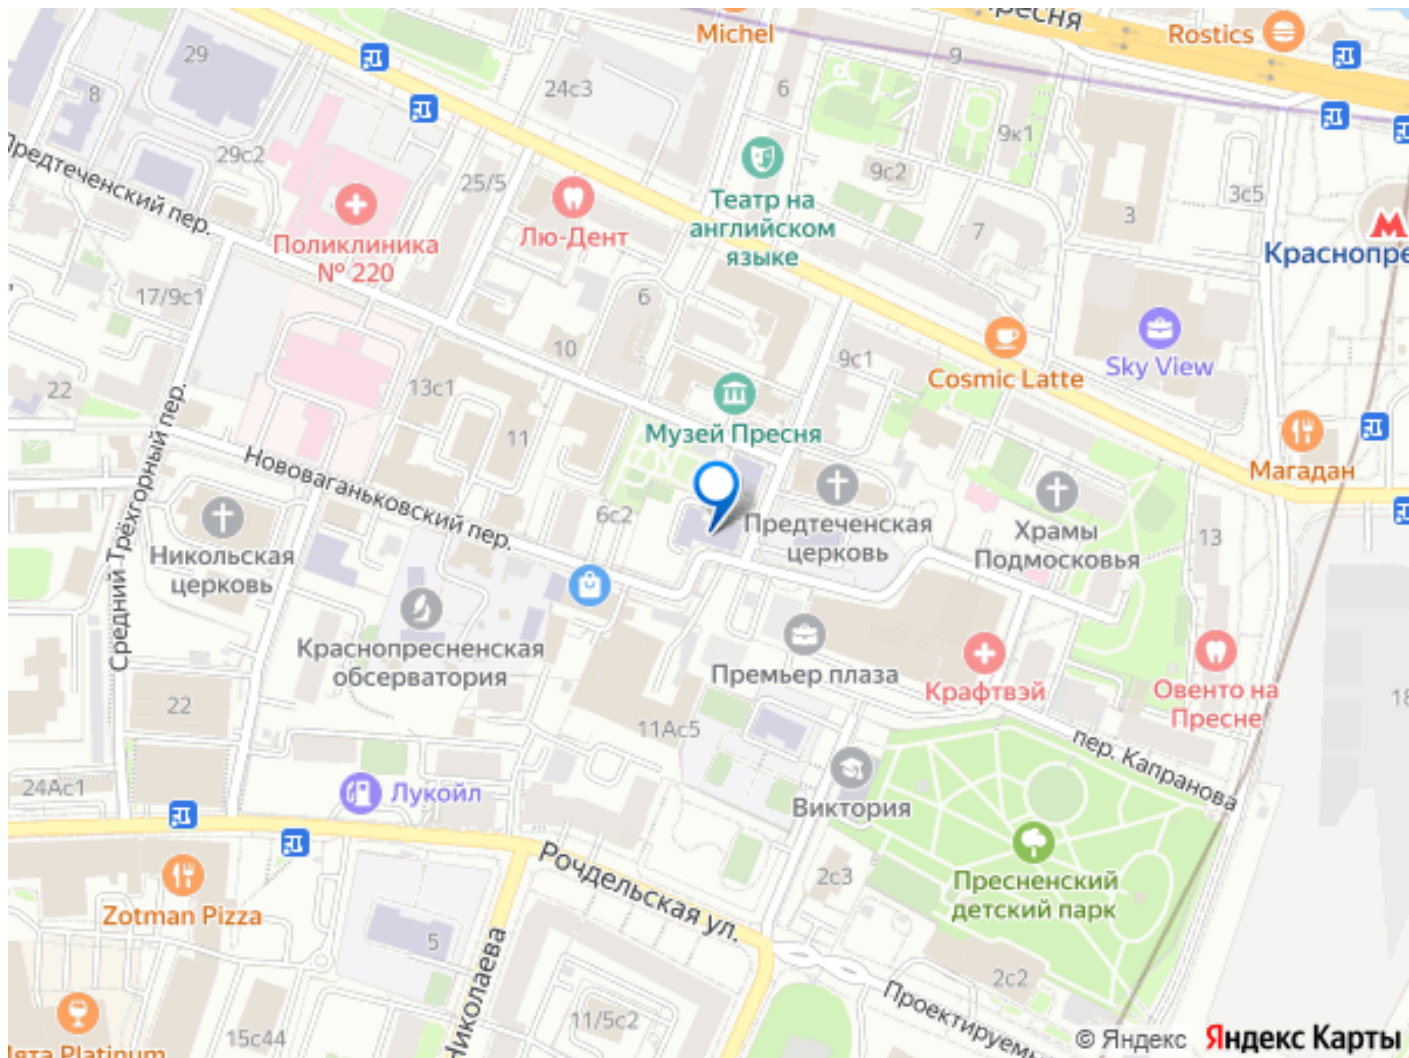 Пресня
Michel
Rostics
29
9
24с3
6
8
9к1
Предтеченский пер.
29с2
25/5
9с2
3с5
Театр на
английском
языке
3
7
Поликлиника
№ 220
Лю-Дент
Краснопре
17/9с1
6
10
9с1
Sky View
Cosmic Latte
22
13с1
11
Музей Пресня
Магадан
Средний Трёхгорный пер.
Нововаганьковский пер.
6с2
Предтеченская
церковь
Храмы
Подмосковья
13
Никольская
церковь
Краснопресненская
обсерватория
Премьер плаза
Крафтвэй
Овенто на
Пресне
22
11Ас5
18
пер. Капранова
24Ас1
Лукойл
Виктория
Рочдельская ул.
2с3
Пресненский
детский парк
Zotman Pizza
5
Николаева
2с2
Проектируем
11/5с2
15с44
Platinum
© Яндекс Яндекс Карты